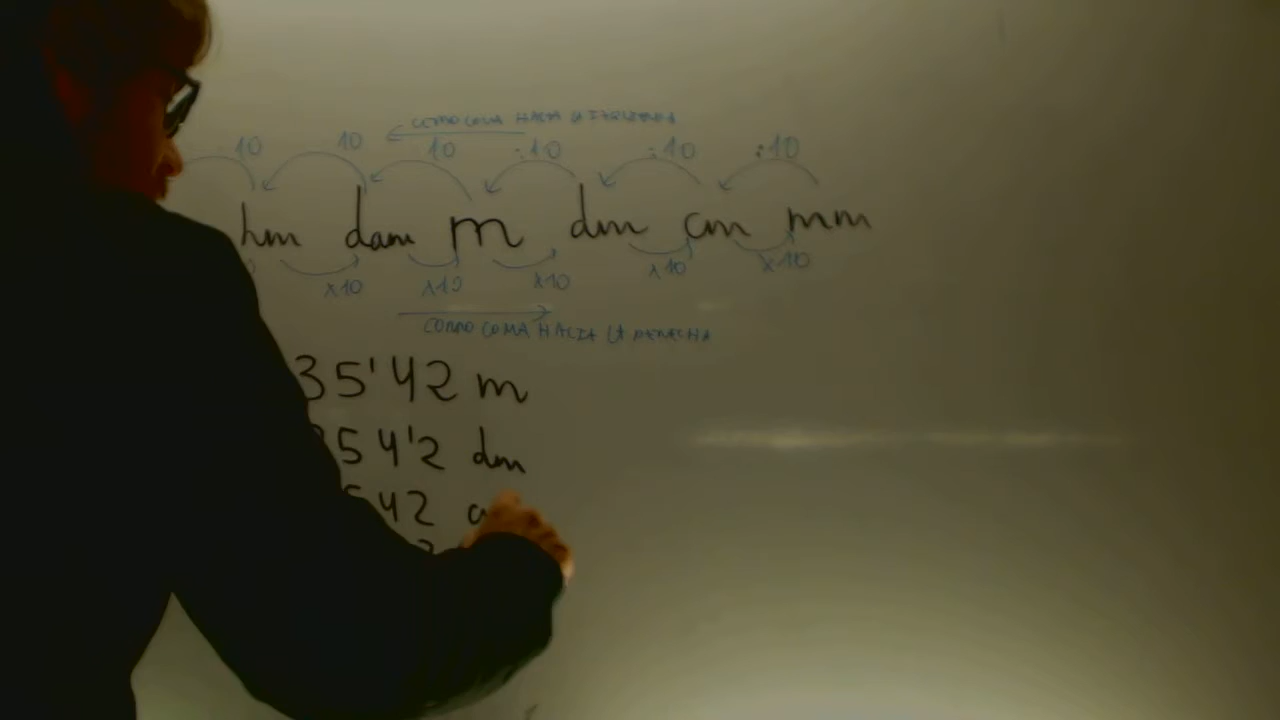 CORRO COMA HACIA LA IZQUIERDA
10 10 10 :10 :10 :10
hm dam m dm cm mm
x10 x10 x10 x10 x10
CORRO COMA HACIA LA DERECHA
35'42 m
354'2 dm
542